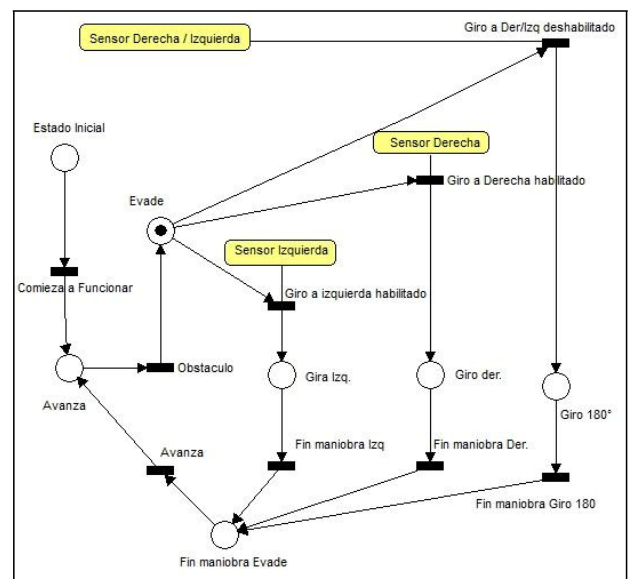 Giro a Der/Izq deshabilitado
Sensor Derecha / Izquierda
Estado Inicial
Sensor Derecha
Giro a Derecha habilitado
Evade
Sensor Izquierda
Comieza a Funcionar
Giro a izquierda habilitado
Obstaculo
Gira Izq.
Giro der.
Avanza
Giro 180°
Avanza
Fin maniobra Izq
Fin maniobra Der.
Fin maniobra Giro 180
Fin maniobra Evade